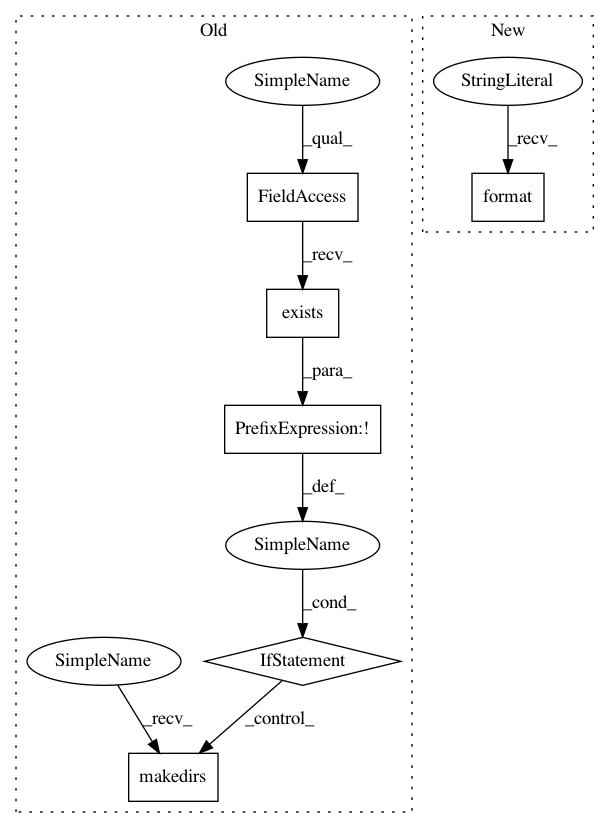 Old
New
SimpleName
StringLiteral
_qual_
_recv_
FieldAccess
format
_recv_
exists
_para_
PrefixExpression:!
_def_
SimpleName
_cond_
SimpleName
IfStatement
_recv_
_control_
makedirs